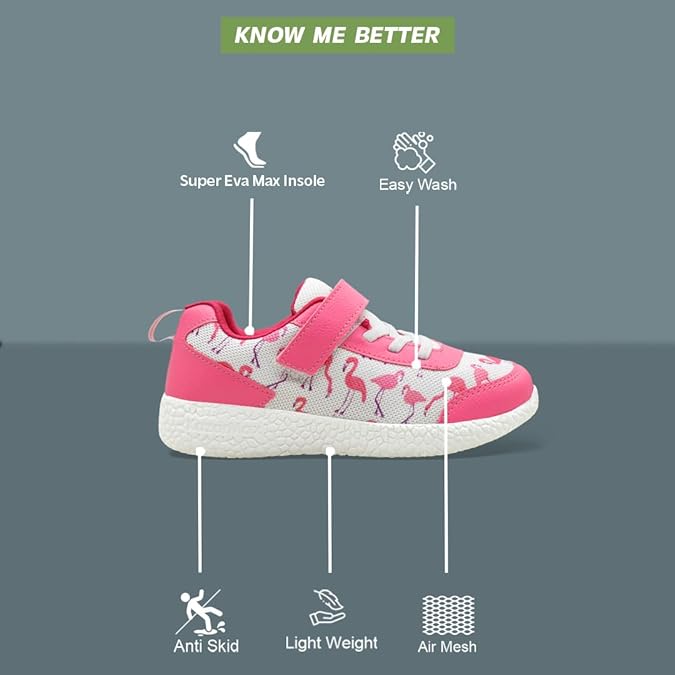 KNOW ME BETTER
Super Eva Max Insole
Easy Wash
Anti Skid
Light Weight
Air Mesh